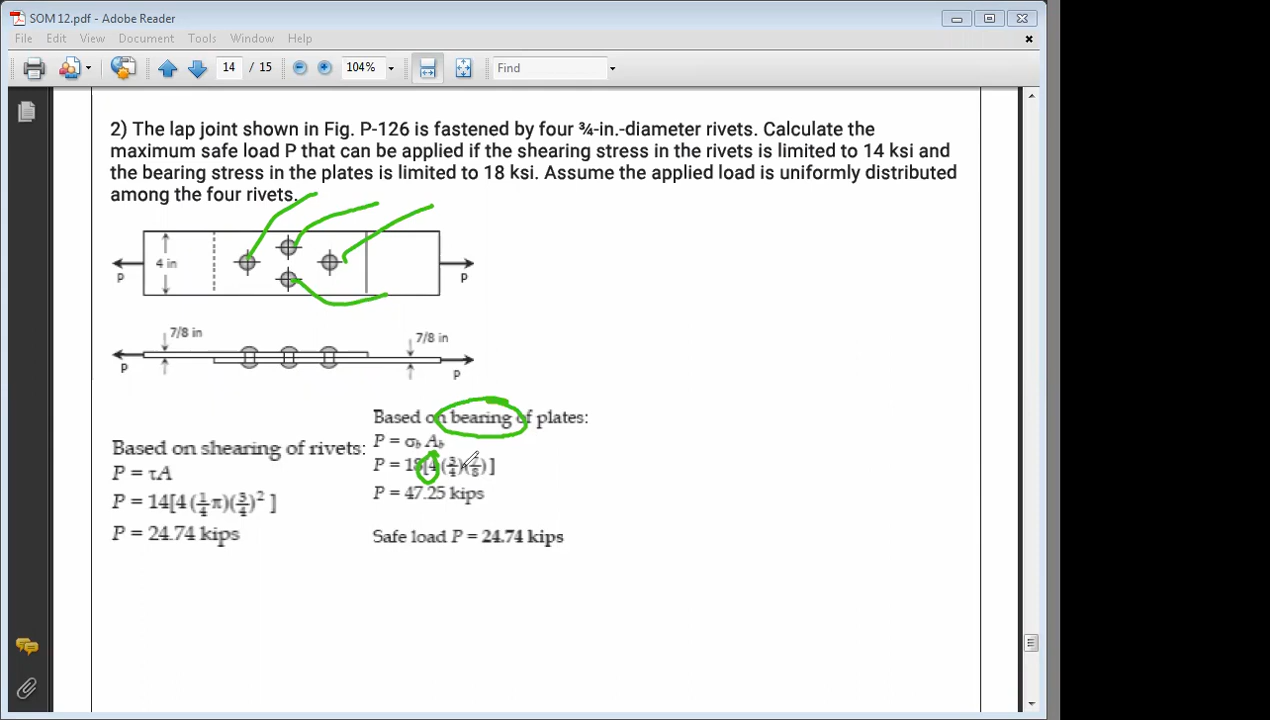 SOM 12.pdf - Adobe Reader
File Edit View Document Tools Window Help
14 / 15 104% Find
2) The lap joint shown in Fig. P-126 is fastened by four ¾-in.-diameter rivets. Calculate the
maximum safe load P that can be applied if the shearing stress in the rivets is limited to 14 ksi and
the bearing stress in the plates is limited to 18 ksi. Assume the applied load is uniformly distributed
among the four rivets.
4 in
P P
7/8 in
7/8 in
P P
Based on shearing of rivets:
P = τA
P = 14[4(¼π)(¾)² ]
P = 24.74 kips
Based on bearing of plates:
P = σb Ab
P = 18[4(¾)(⅞)]
P = 47.25 kips
Safe load P = 24.74 kips